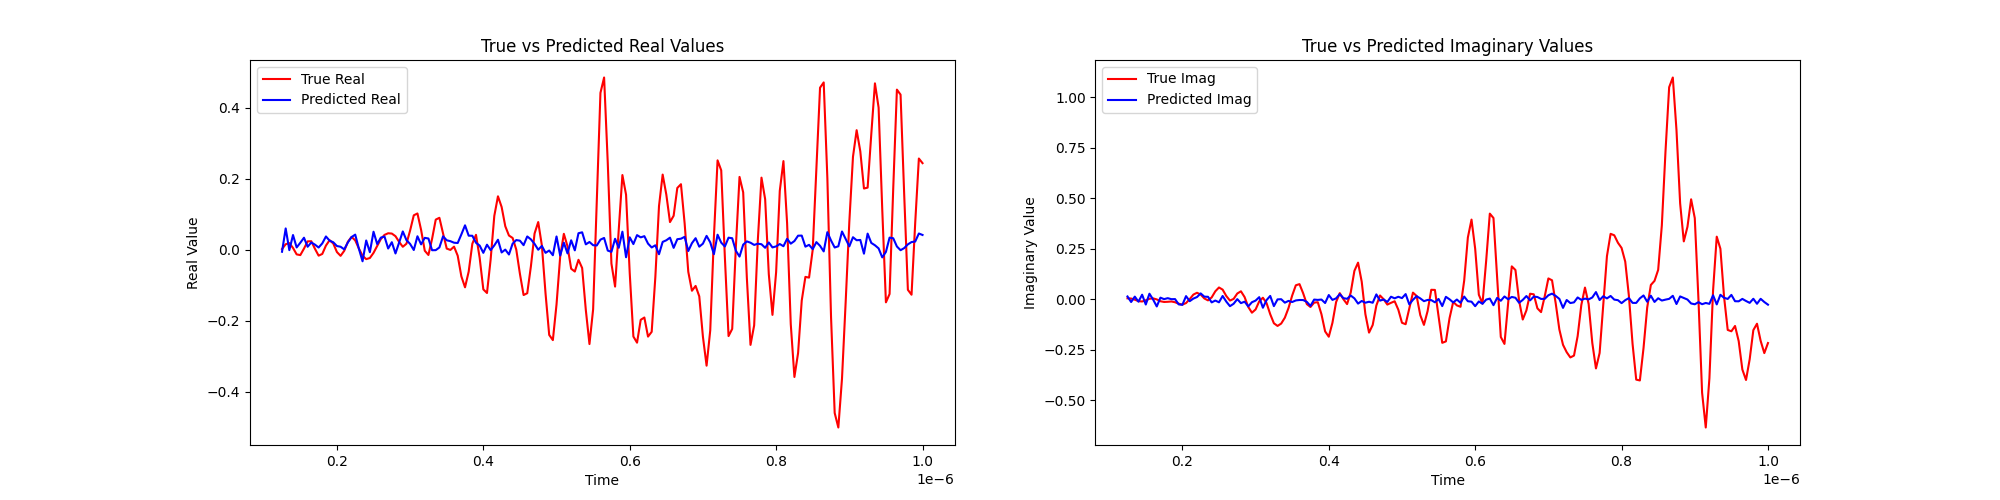 True vs Predicted Real Values
True Real
Predicted Real
Real Value
0.4
0.2
0.0
−0.2
−0.4
0.2
0.4
0.6
0.8
1.0
1e−6
Time
True vs Predicted Imaginary Values
True Imag
Predicted Imag
Imaginary Value
1.00
0.75
0.50
0.25
0.00
−0.25
−0.50
0.2
0.4
0.6
0.8
1.0
1e−6
Time